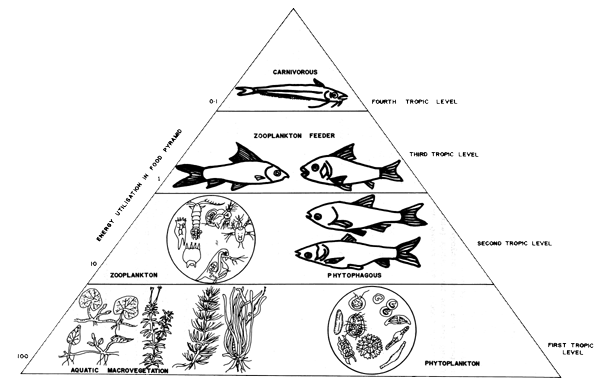 CARNIVOROUS
0·1
FOURTH TROPIC LEVEL
ZOOPLANKTON FEEDER
THIRD TROPIC LEVEL
ENERGY UTILISATION IN FOOD PYRAMID
1
SECOND TROPIC LEVEL
10
ZOOPLANKTON
PHYTOPHAGOUS
100
FIRST TROPIC
LEVEL
AQUATIC MACROVEGETATION
PHYTOPLANKTON